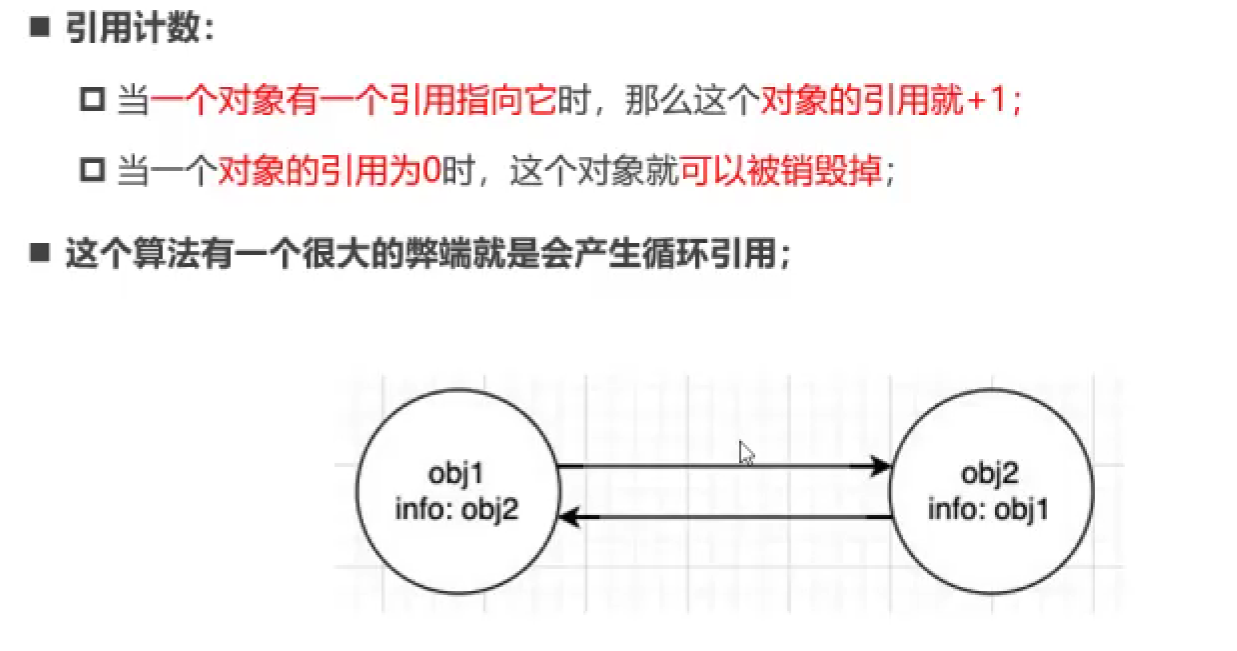 引用计数：
当一个对象有一个引用指向它时，那么这个对象的引用就+1；
当一个对象的引用为0时，这个对象就可以被销毁掉；
这个算法有一个很大的弊端就是会产生循环引用；
obj1
info: obj2
obj2
info: obj1